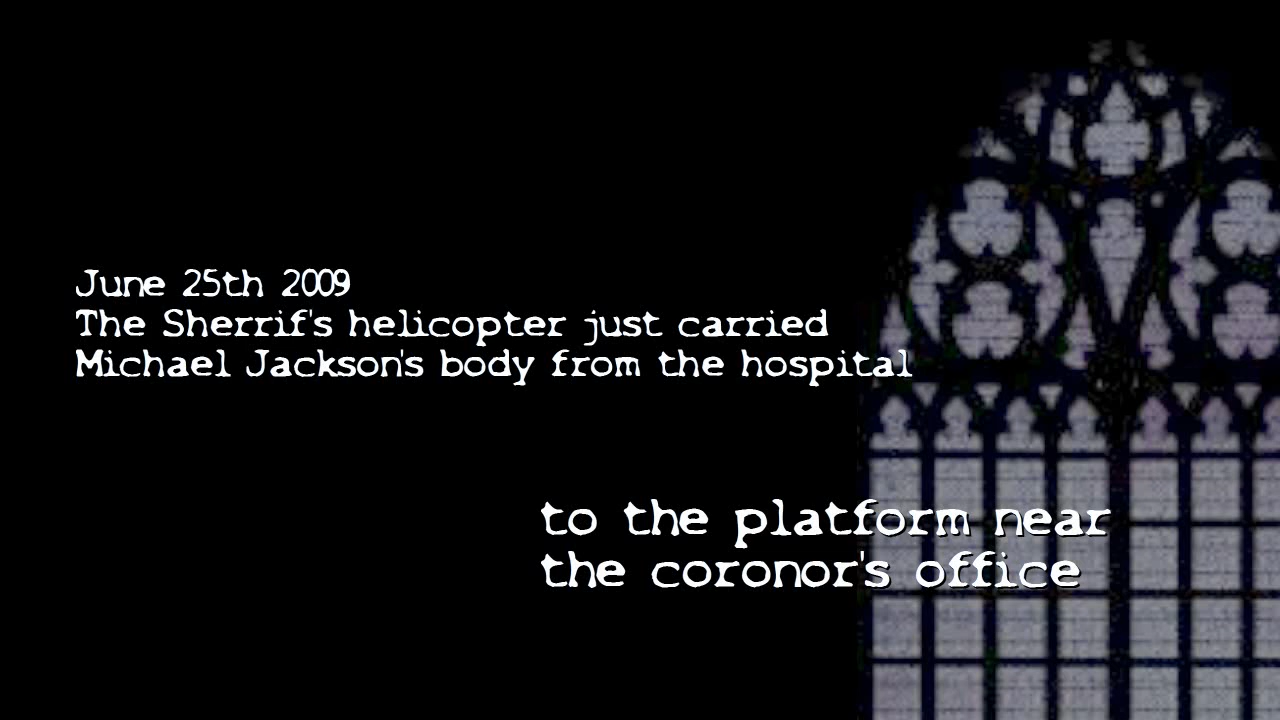 June 25th 2009
The Sherrif's helicopter just carried
Michael Jackson's body from the hospital
to the platform near
the coronor's office